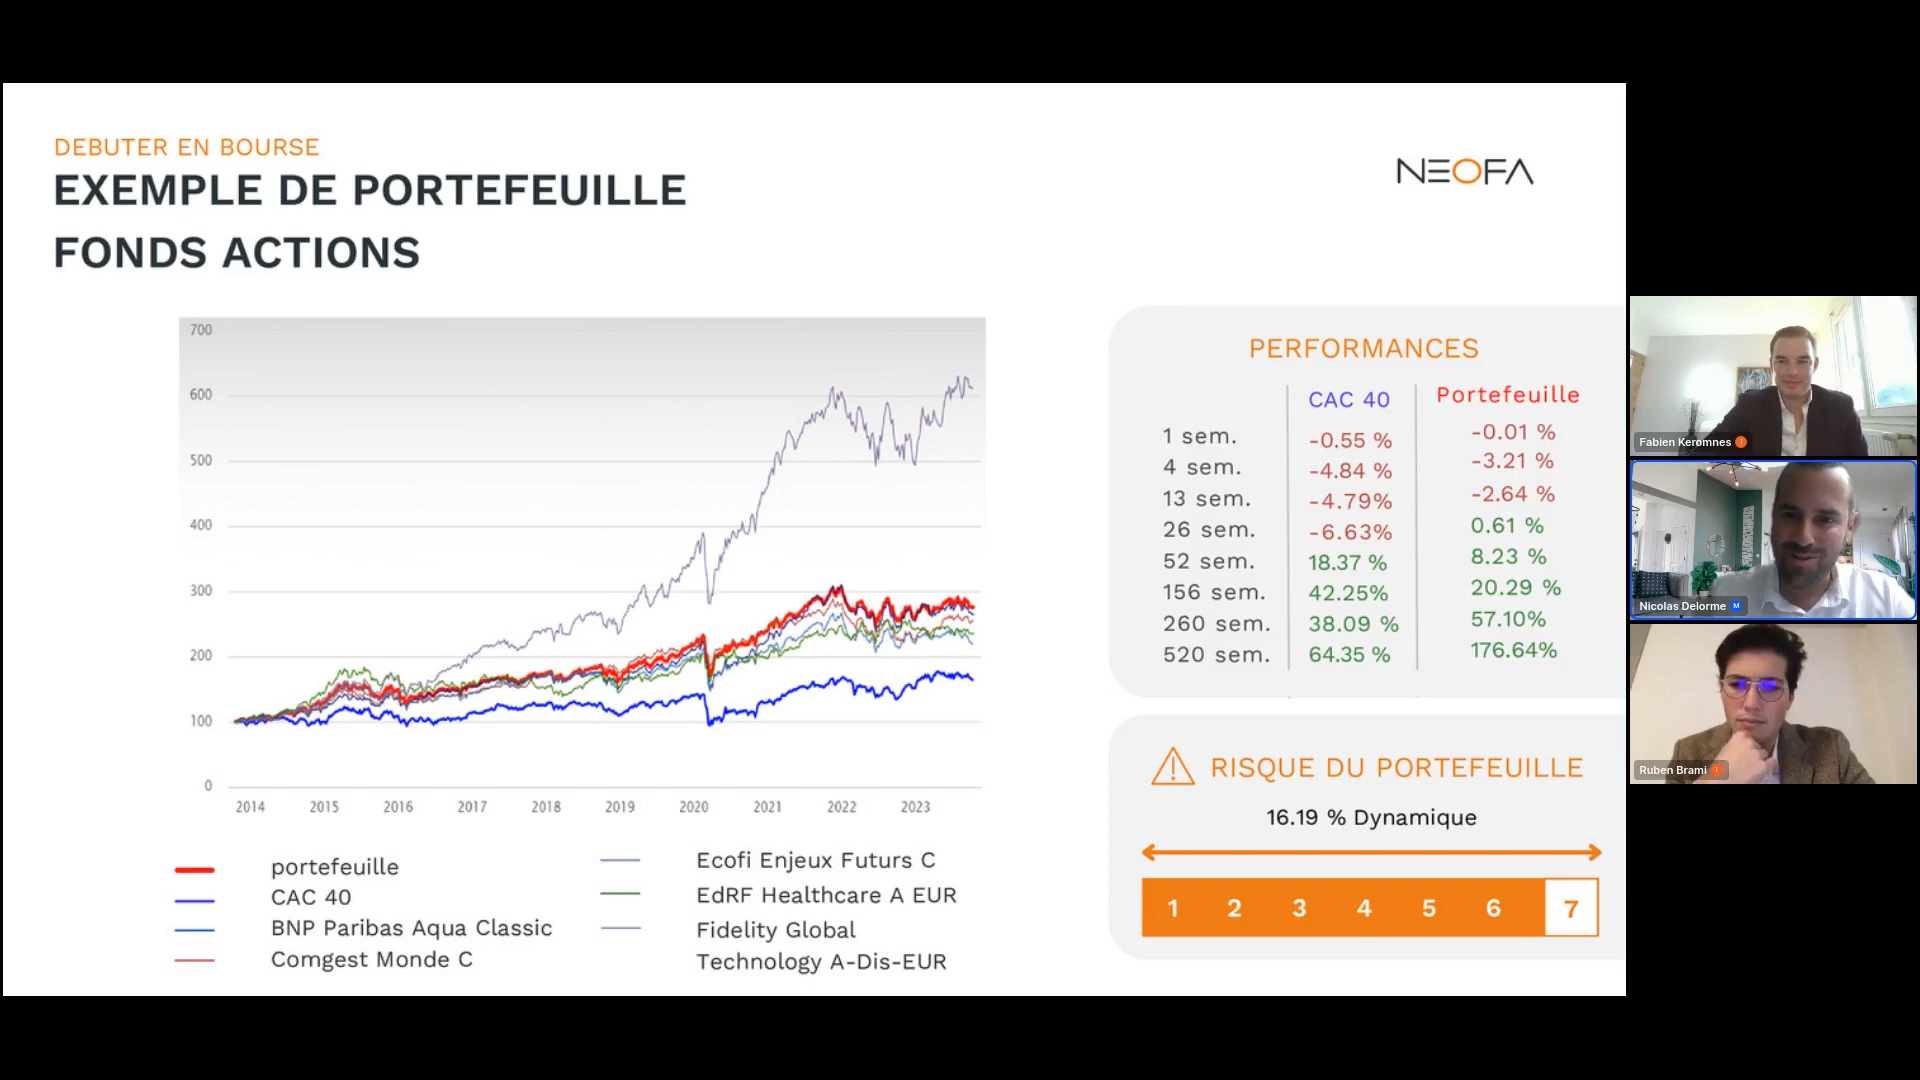 DEBUTER EN BOURSE
EXEMPLE DE PORTEFEUILLE
FONDS ACTIONS
NEOFA
700
600
500
400
300
200
100
0
2014 2015 2016 2017 2018 2019 2020 2021 2022 2023
portefeuille
CAC 40
BNP Paribas Aqua Classic
Comgest Monde C
Ecofi Enjeux Futurs C
EdRF Healthcare A EUR
Fidelity Global
Technology A-Dis-EUR
PERFORMANCES
CAC 40 Portefeuille
1 sem. -0.55 % -0.01 %
4 sem. -4.84 % -3.21 %
13 sem. -4.79% -2.64 %
26 sem. -6.63% 0.61 %
52 sem. 18.37 % 8.23 %
156 sem. 42.25% 20.29 %
260 sem. 38.09 % 57.10%
520 sem. 64.35 % 176.64%
RISQUE DU PORTEFEUILLE
16.19 % Dynamique
1 2 3 4 5 6 7
Fabien Keromnes
Nicolas Delorme M
Ruben Brami